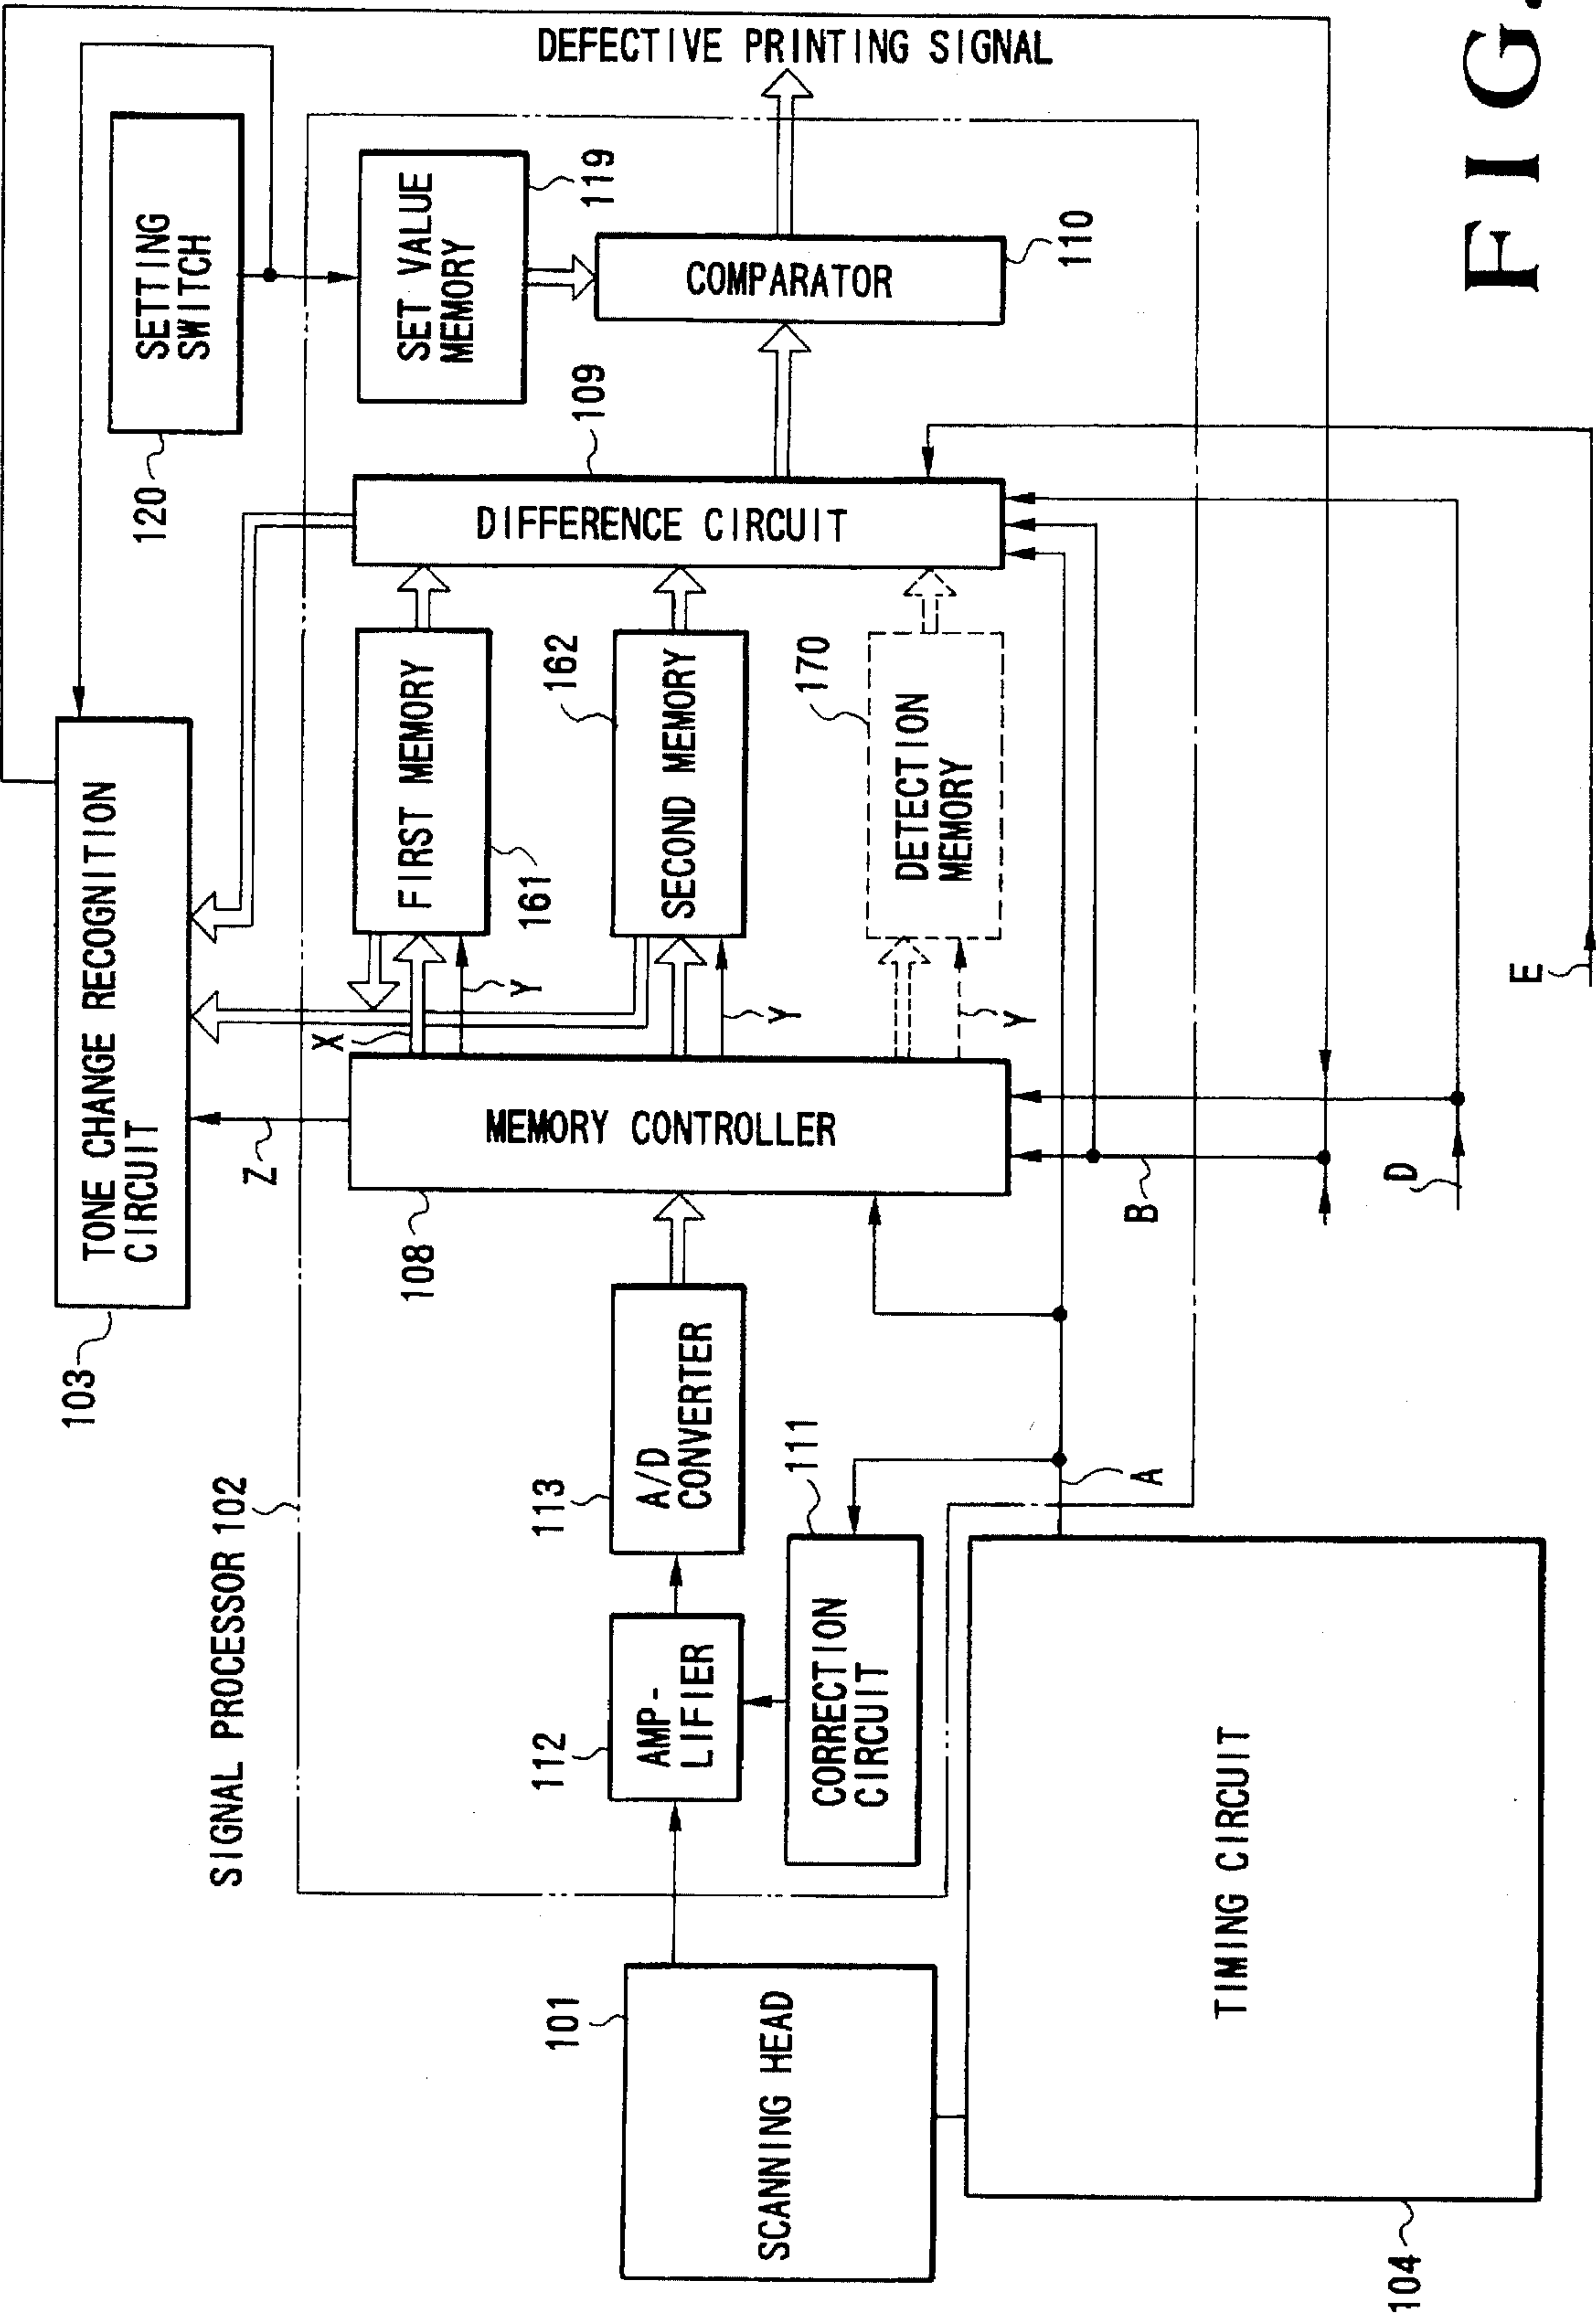 103
TONE CHANGE RECOGNITION
CIRCUIT
120
SETTING
SWITCH
SIGNAL PROCESSOR 102
Z
X
Y
108
MEMORY CONTROLLER
FIRST MEMORY
161
109
DIFFERENCE CIRCUIT
SET VALUE
MEMORY
119
DEFECTIVE PRINTING SIGNAL
101
SCANNING HEAD
112
AMP-
LIFIER
113
A/D
CONVERTER
162
SECOND MEMORY
Y
COMPARATOR
110
111
CORRECTION
CIRCUIT
170
DETECTION
MEMORY
Y
A
B
104
TIMING CIRCUIT
D
E
FIG.